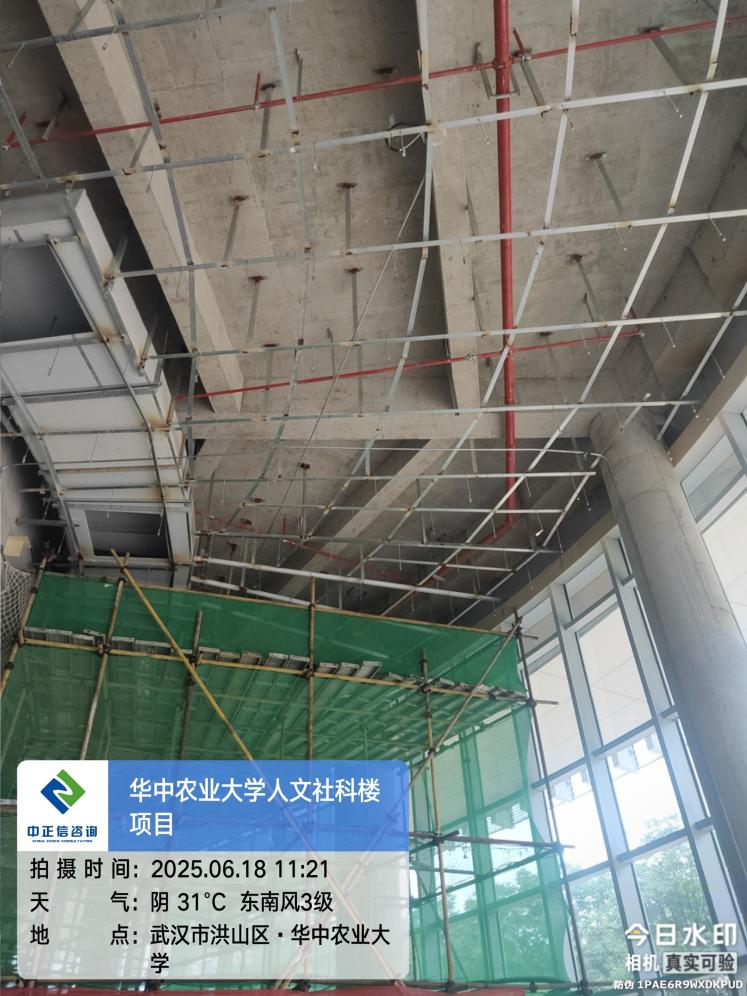 华中农业大学人文社科楼
项目
中正信咨询
CHINA ZEXIN CONSULTATION
拍摄时间：2025.06.18 11:21
天气：阴 31℃ 东南风3级
地点：武汉市洪山区·华中农业大
学
今日水印
相机 真实可验
防伪 1PAE6R9WXDKPUD